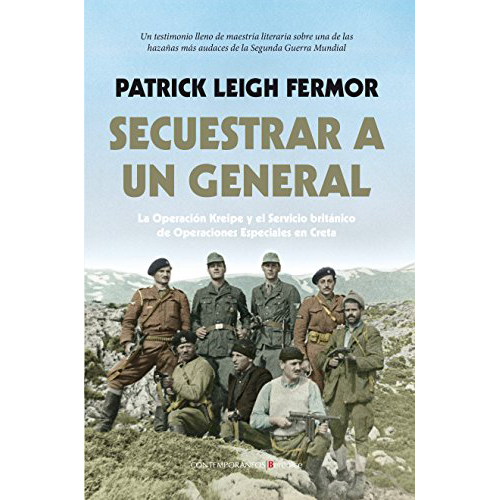 Un testimonio lleno de maestría literaria sobre una de las
hazañas más audaces de la Segunda Guerra Mundial
PATRICK LEIGH FERMOR
SECUESTRAR A
UN GENERAL
La Operación Kreipe y el Servicio británico
de Operaciones Especiales en Creta
CONTEMPORÁNEOS